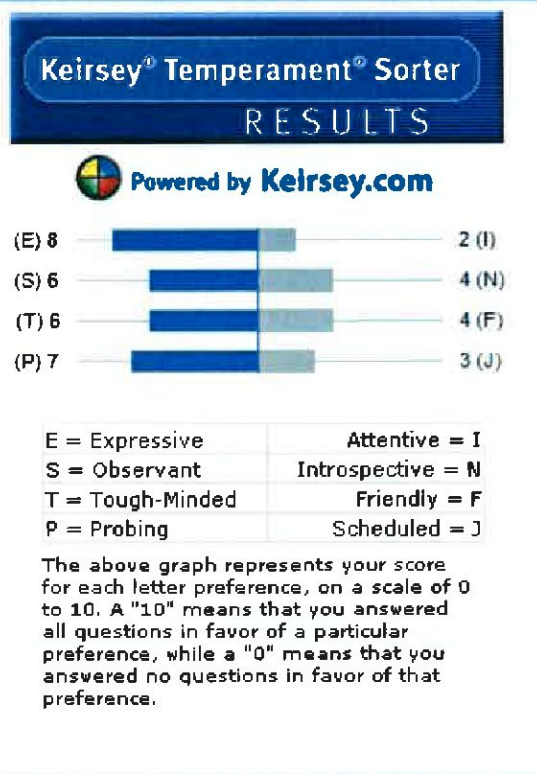 Keirsey® Temperament® Sorter
RESULTS
Powered by Keirsey.com
(E) 8 2 (I)
(S) 6 4 (N)
(T) 6 4 (F)
(P) 7 3 (J)
E = Expressive Attentive = I
S = Observant Introspective = N
T = Tough-Minded Friendly = F
P = Probing Scheduled = J
The above graph represents your score
for each letter preference, on a scale of 0
to 10. A "10" means that you answered
all questions in favor of a particular
preference, while a "0" means that you
answered no questions in favor of that
preference.